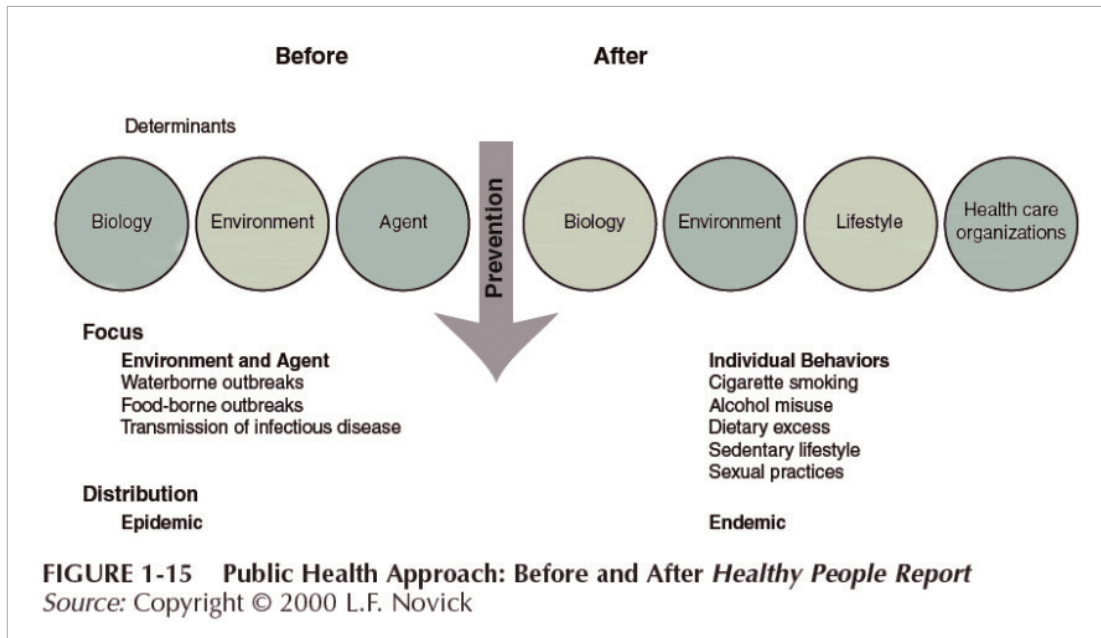 Before
After
Determinants
Biology
Environment
Agent
Prevention
Biology
Environment
Lifestyle
Health care
organizations
Focus
Environment and Agent
Waterborne outbreaks
Food-borne outbreaks
Transmission of infectious disease
Individual Behaviors
Cigarette smoking
Alcohol misuse
Dietary excess
Sedentary lifestyle
Sexual practices
Distribution
Epidemic
Endemic
FIGURE 1-15 Public Health Approach: Before and After Healthy People Report
Source: Copyright © 2000 L.F. Novick